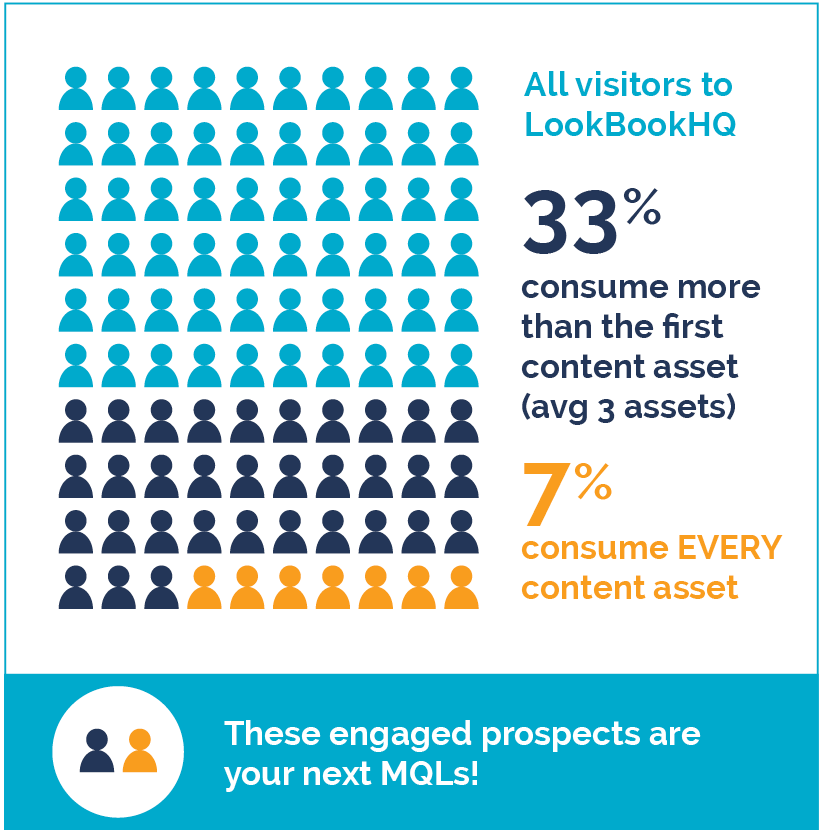 All visitors to
LookBookHQ
33%
consume more
than the first
content asset
(avg 3 assets)
7%
consume EVERY
content asset
These engaged prospects are
your next MQLs!